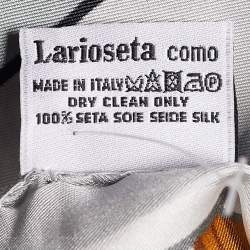 Larioseta como
MADE IN ITALY
DRY CLEAN ONLY
100% SETA SOIE SEIDE SILK